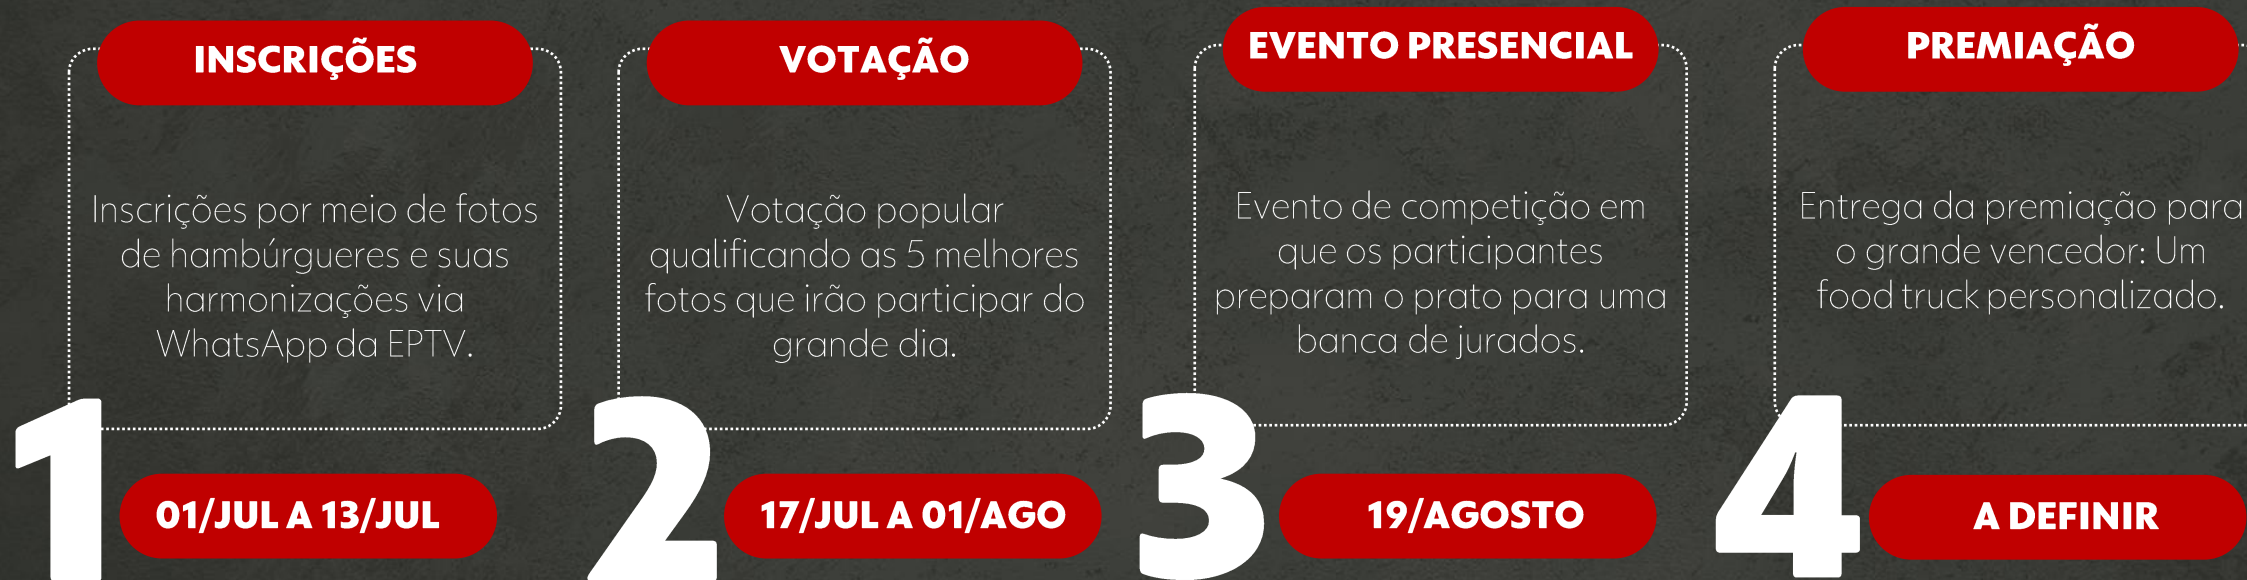 INSCRIÇÕES
Inscrições por meio de fotos
de hambúrgueres e suas
harmonizações via
WhatsApp da EPTV.
1
01/JUL A 13/JUL
VOTAÇÃO
Votação popular
qualificando as 5 melhores
fotos que irão participar do
grande dia.
2
17/JUL A 01/AGO
EVENTO PRESENCIAL
Evento de competição em
que os participantes
preparam o prato para uma
banca de jurados.
3
19/AGOSTO
PREMIAÇÃO
Entrega da premiação para
o grande vencedor: Um
food truck personalizado.
4
A DEFINIR